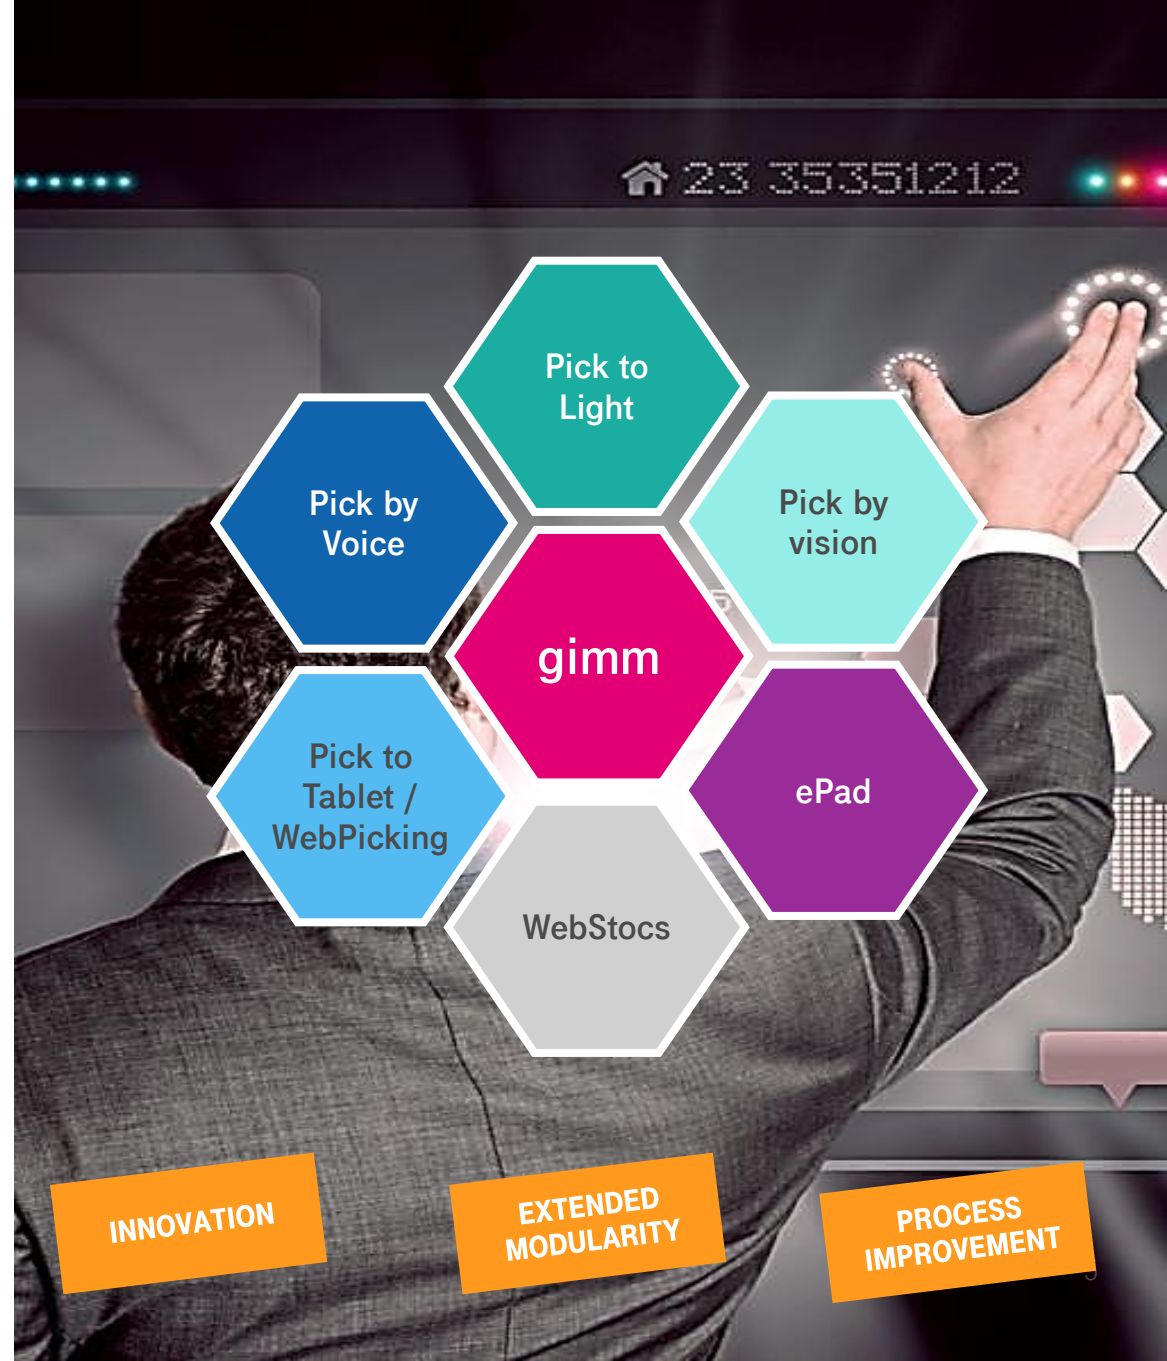 23 35351212
Pick to
Light
Pick by
Voice
Pick by
vision
gimm
Pick to
Tablet /
WebPicking
ePad
WebStocs
INNOVATION
EXTENDED
MODULARITY
PROCESS
IMPROVEMENT